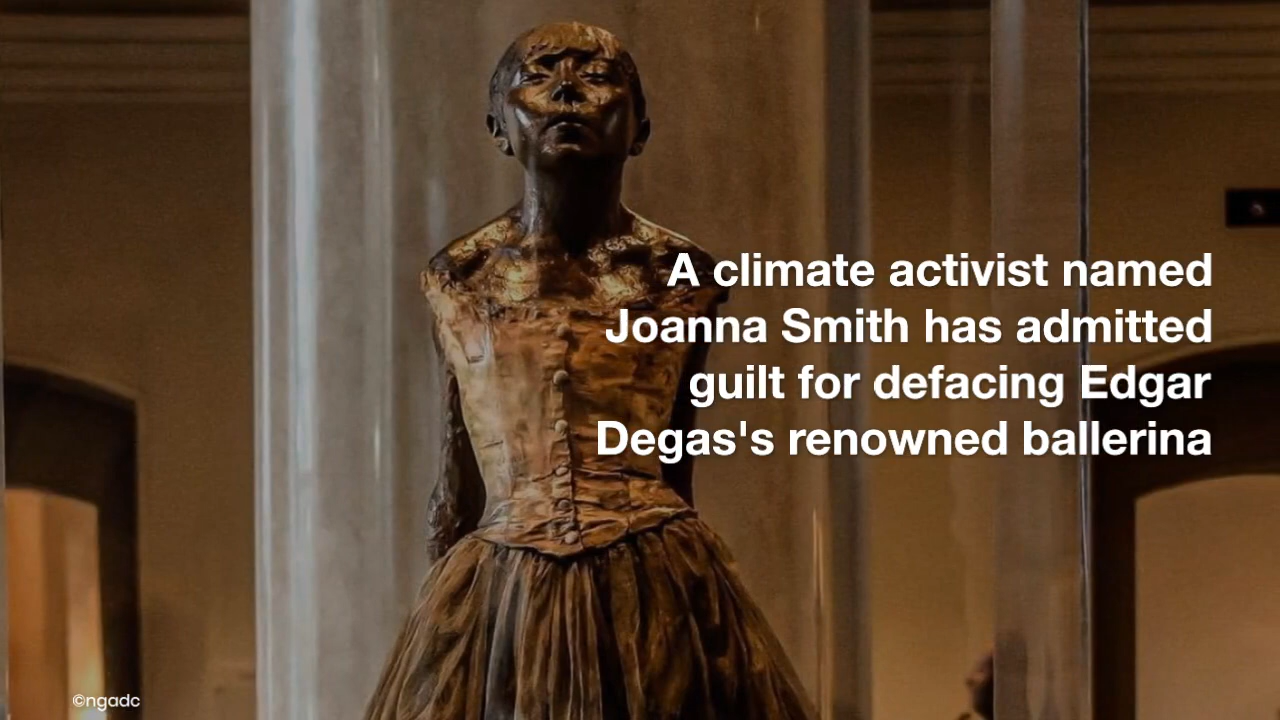 A climate activist named
Joanna Smith has admitted
guilt for defacing Edgar
Degas's renowned ballerina
©ngadc